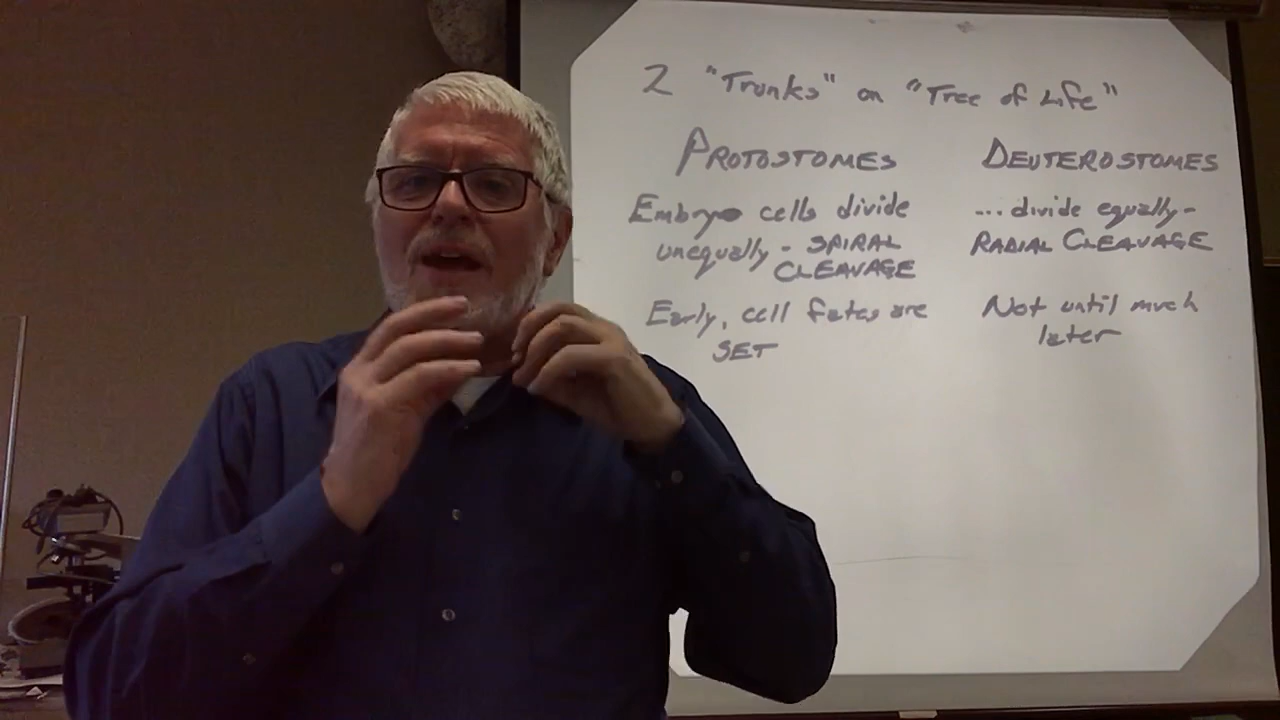 2 "Trunks" on "Tree of Life"
PROTOSTOMES
DEUTEROSTOMES
Embryo cells divide
unequally - SPIRAL
CLEAVAGE
... divide equally -
RADIAL CLEAVAGE
Early, cell fates are
SET
Not until much
later